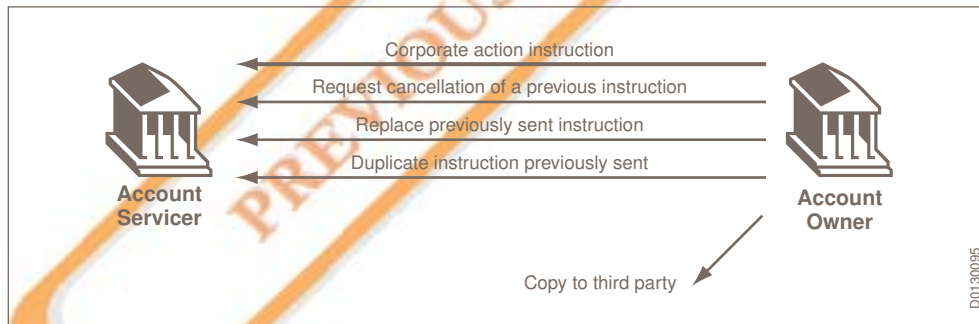 PREVIOUS
Corporate action instruction
Request cancellation of a previous instruction
Replace previously sent instruction
Duplicate instruction previously sent
Account
Servicer
Account
Owner
Copy to third party
D0130095